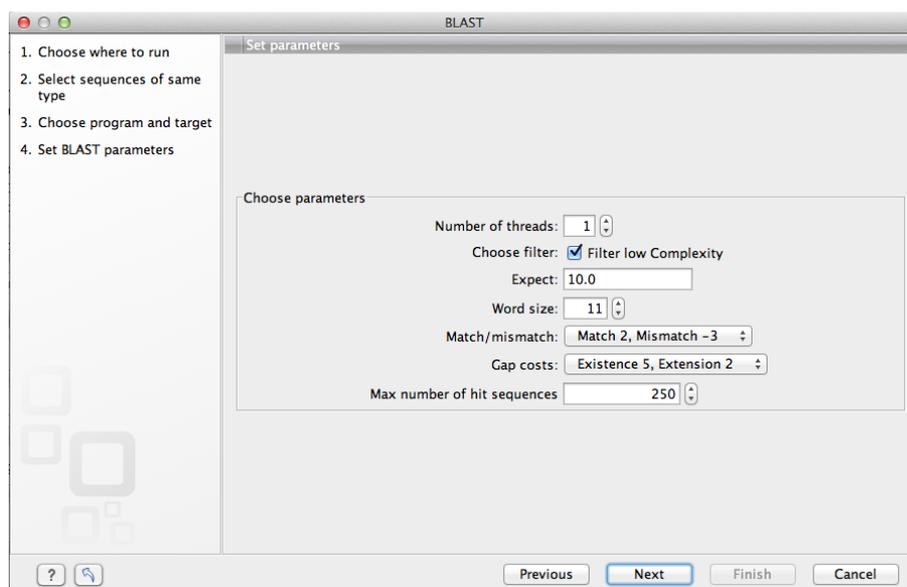 BLAST
1. Choose where to run
2. Select sequences of same
type
3. Choose program and target
4. Set BLAST parameters
Set parameters
Choose parameters
Number of threads: 1
Choose filter: Filter low Complexity
Expect: 10.0
Word size: 11
Match/mismatch: Match 2, Mismatch -3
Gap costs: Existence 5, Extension 2
Max number of hit sequences 250
? Previous Next Finish Cancel